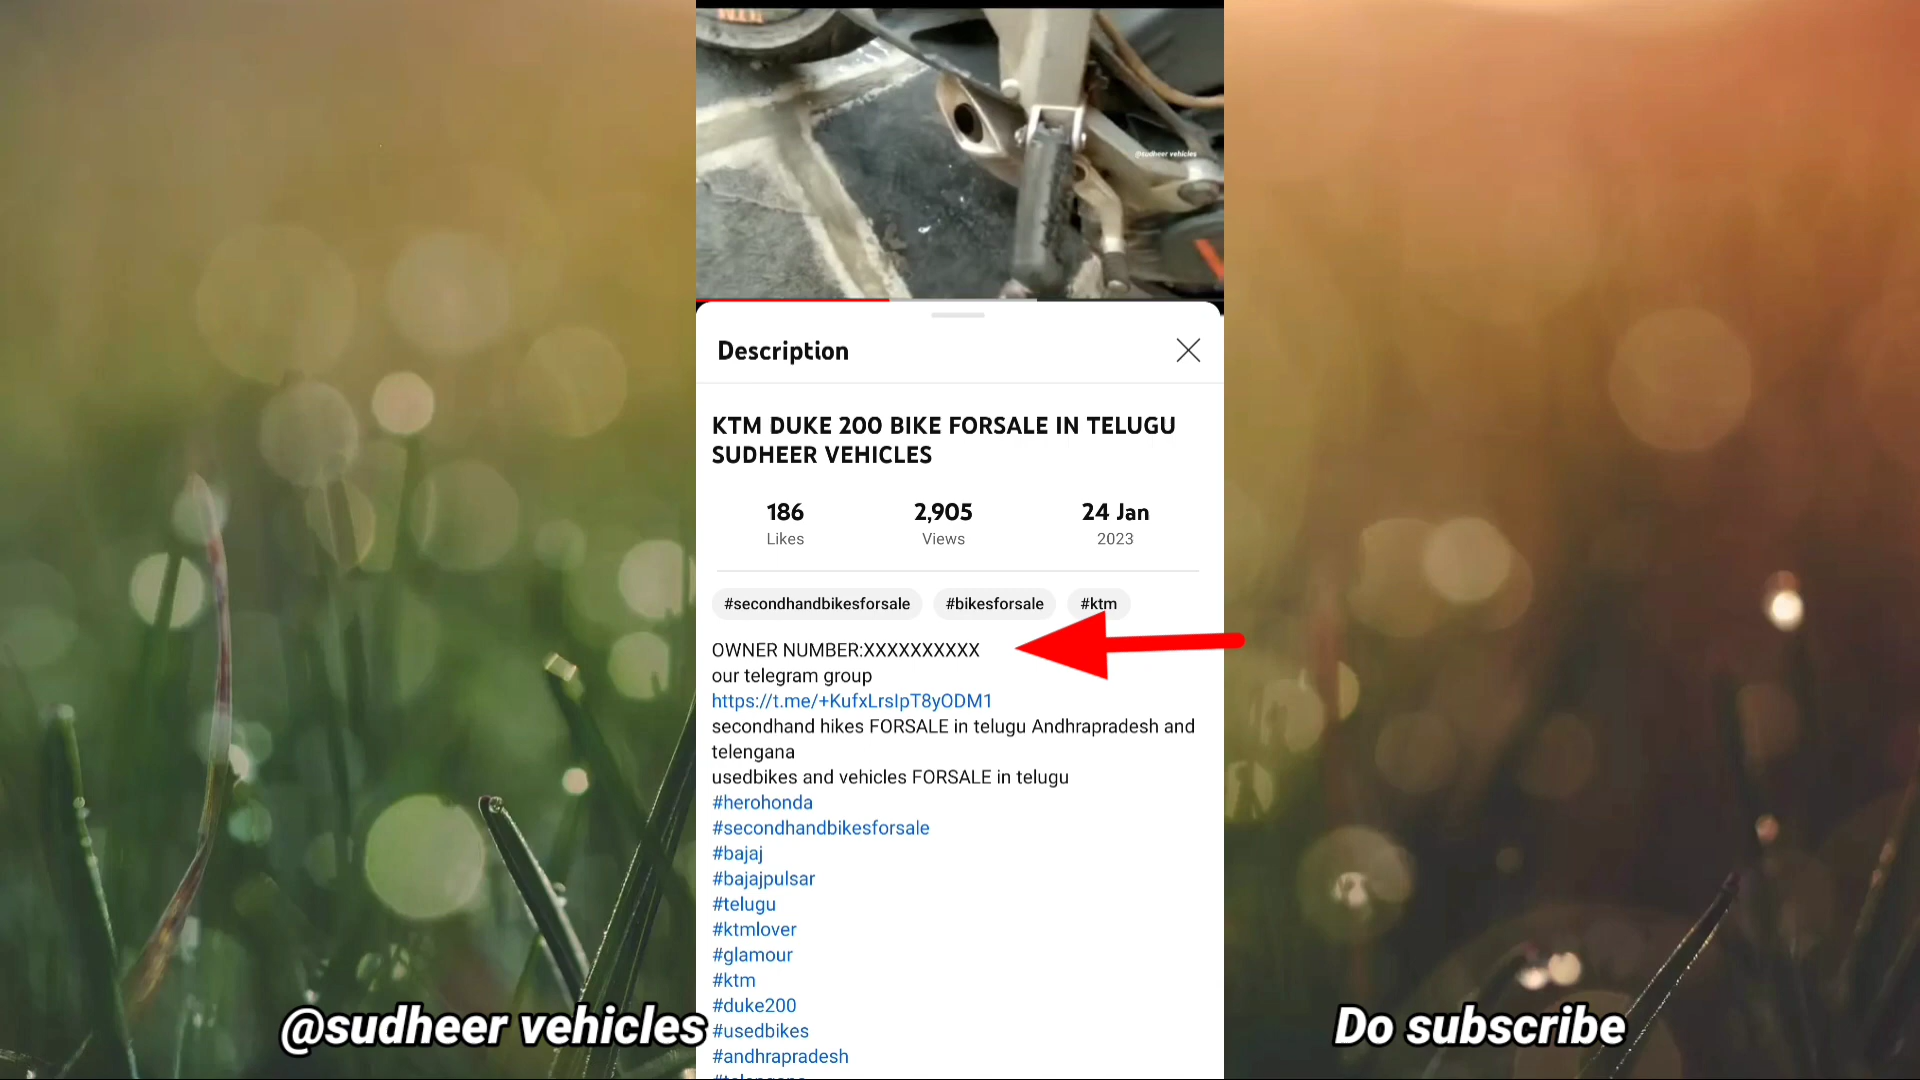 @sudheer vehicles
Description
KTM DUKE 200 BIKE FORSALE IN TELUGU
SUDHEER VEHICLES
186
Likes
2,905
Views
24 Jan
2023
#secondhandbikesforsale #bikesforsale #ktm
OWNER NUMBER:XXXXXXXXXX
our telegram group
https://t.me/+KufxLrsIpT8yODM1
secondhand hikes FORSALE in telugu Andhrapradesh and
telengana
usedbikes and vehicles FORSALE in telugu
#herohonda
#secondhandbikesforsale
#bajaj
#bajajpulsar
#telugu
#ktmlover
#glamour
#ktm
#duke200
#usedbikes
#andhrapradesh
@sudheer vehicles
Do subscribe